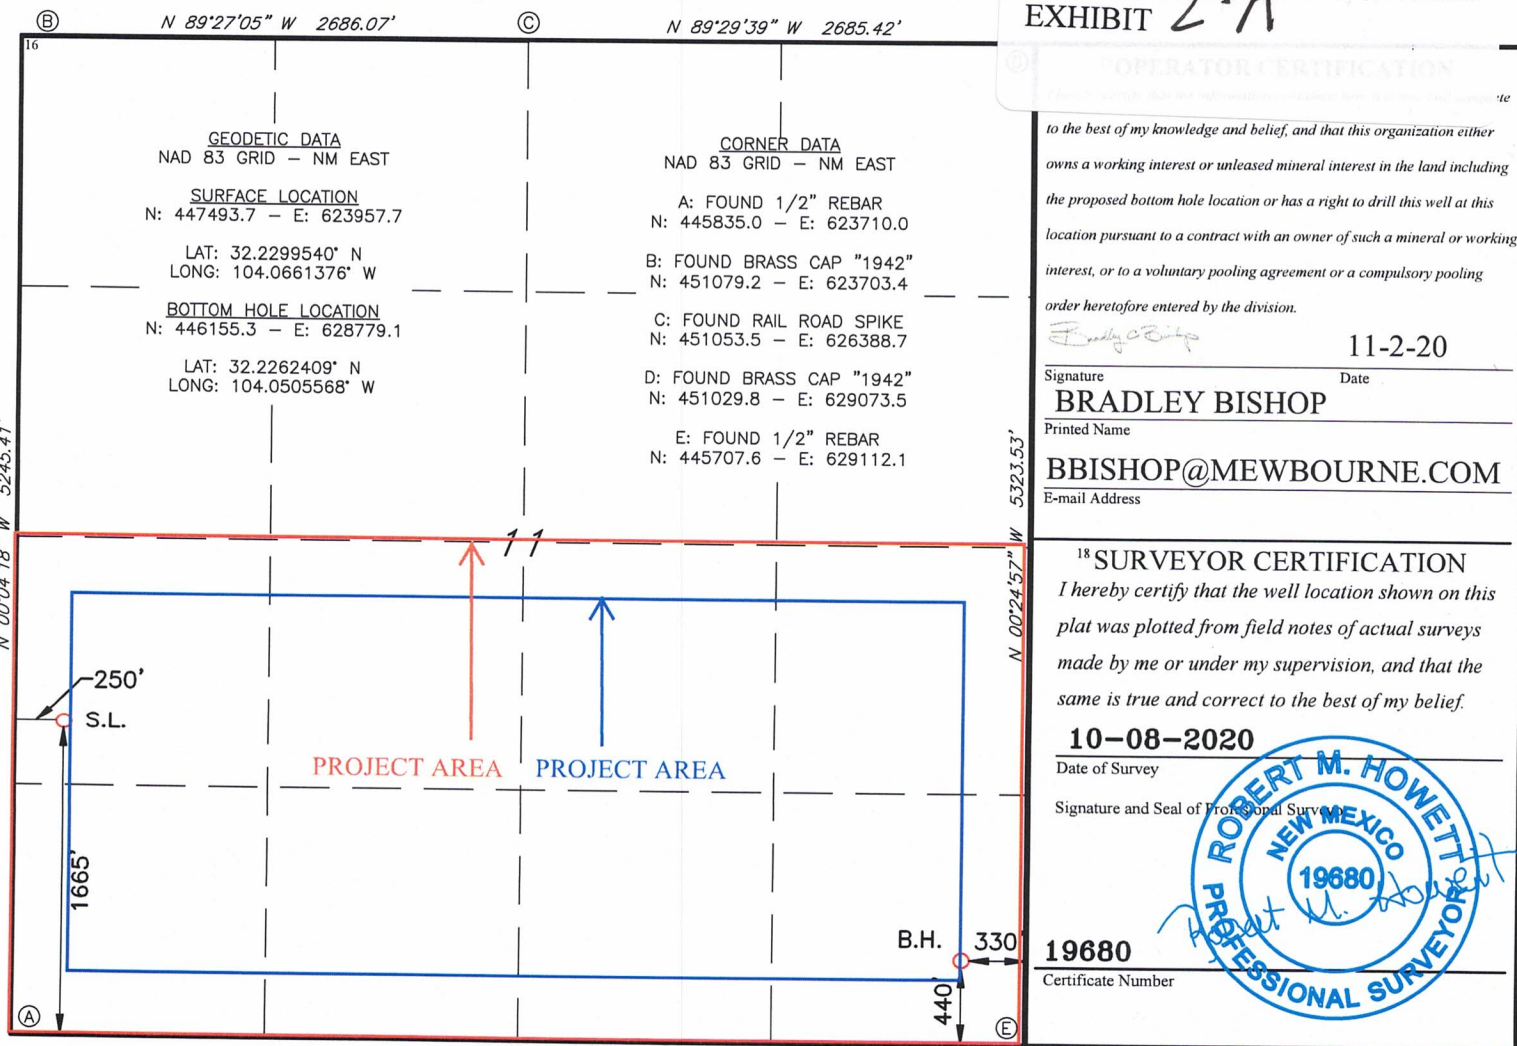 EXHIBIT 2-A
B
N 89°27'05" W 2686.07'
C
N 89°29'39" W 2685.42'
16
GEODETIC DATA
NAD 83 GRID – NM EAST
SURFACE LOCATION
N: 447493.7 – E: 623957.7
LAT: 32.2299540° N
LONG: 104.0661376° W
BOTTOM HOLE LOCATION
N: 446155.3 – E: 628779.1
LAT: 32.2262409° N
LONG: 104.0505568° W
CORNER DATA
NAD 83 GRID – NM EAST
A: FOUND 1/2" REBAR
N: 445835.0 – E: 623710.0
B: FOUND BRASS CAP "1942"
N: 451079.2 – E: 623703.4
C: FOUND RAIL ROAD SPIKE
N: 451053.5 – E: 626388.7
D: FOUND BRASS CAP "1942"
N: 451029.8 – E: 629073.5
E: FOUND 1/2" REBAR
N: 445707.6 – E: 629112.1
N 00°04'18" W 5245.41'
N 00°24'57" W 5323.53'
11
250'
S.L.
PROJECT AREA
PROJECT AREA
1665'
B.H.
330'
440'
A
E
D
OPERATOR CERTIFICATION
to the best of my knowledge and belief, and that this organization either
owns a working interest or unleased mineral interest in the land including
the proposed bottom hole location or has a right to drill this well at this
location pursuant to a contract with an owner of such a mineral or working
interest, or to a voluntary pooling agreement or a compulsory pooling
order heretofore entered by the division.
Bradley C Bishop
11-2-20
Signature Date
BRADLEY BISHOP
Printed Name
BBISHOP@MEWBOURNE.COM
E-mail Address
18 SURVEYOR CERTIFICATION
I hereby certify that the well location shown on this
plat was plotted from field notes of actual surveys
made by me or under my supervision, and that the
same is true and correct to the best of my belief.
10-08-2020
Date of Survey
Signature and Seal of Professional Surveyor
ROBERT M. HOWETT
NEW MEXICO
19680
PROFESSIONAL SURVEYOR
Robert M. Howett
19680
Certificate Number